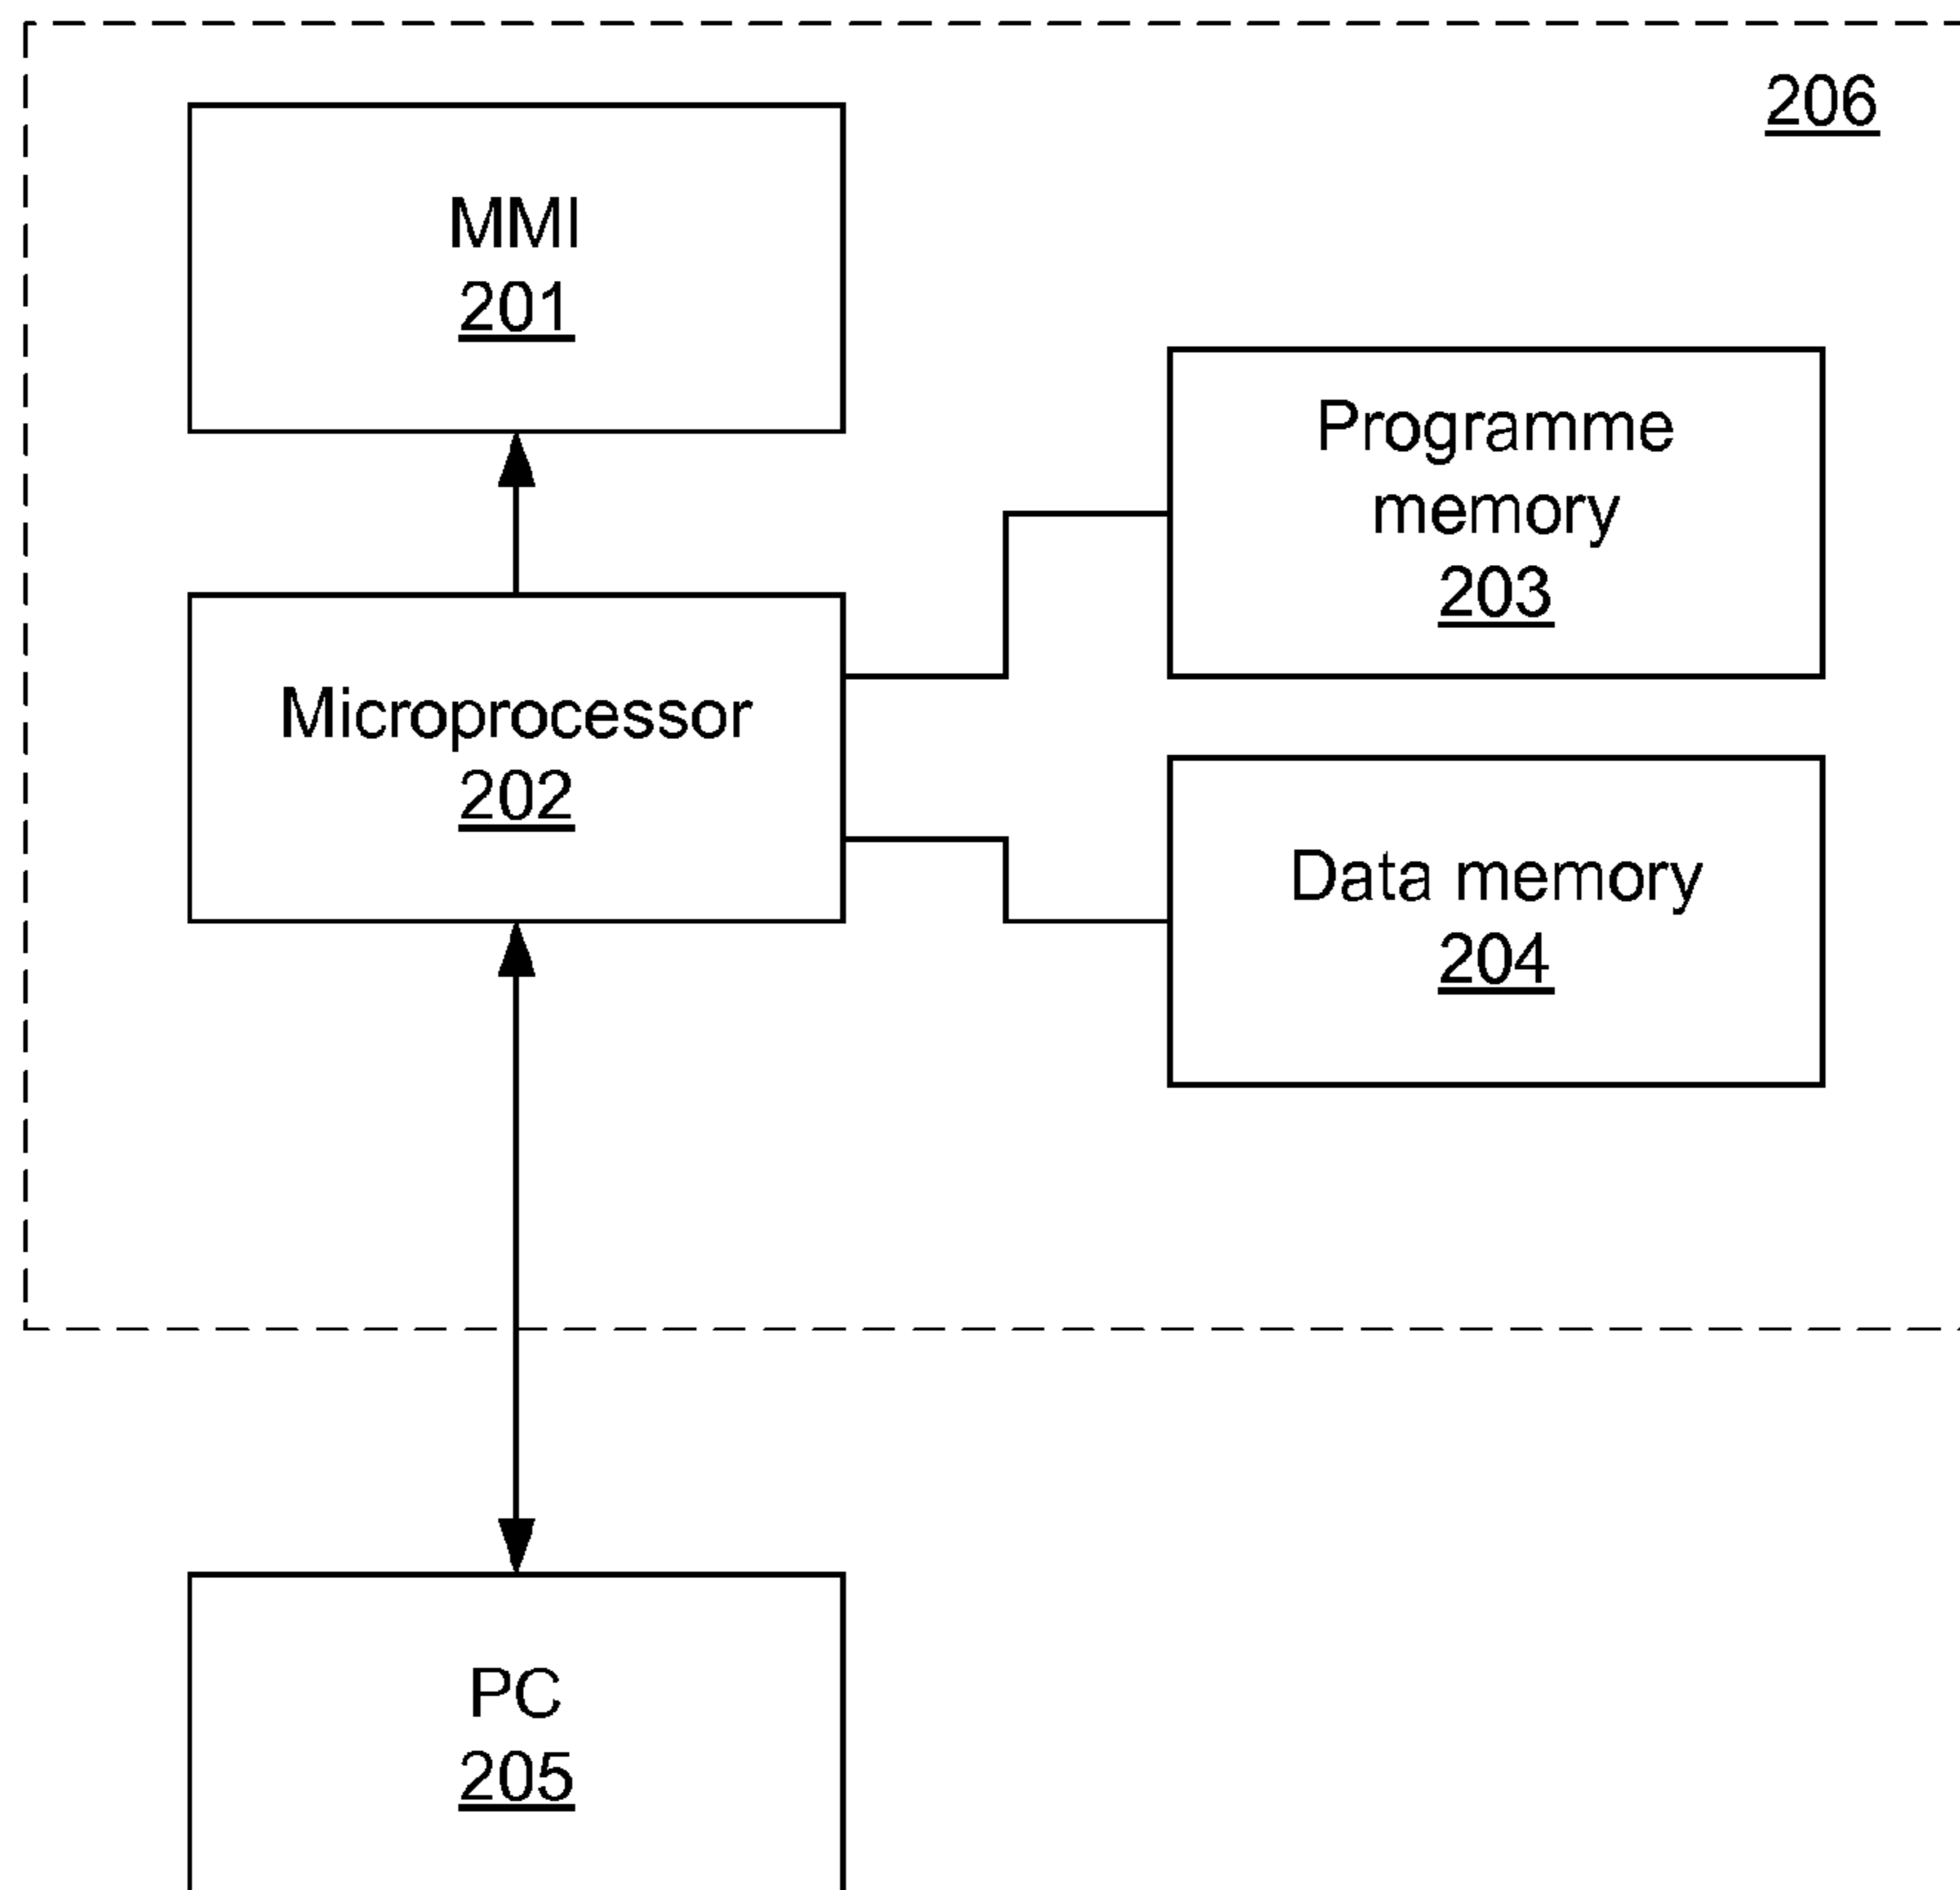 206
MMI
201
Programme
memory
203
Microprocessor
202
Data memory
204
PC
205